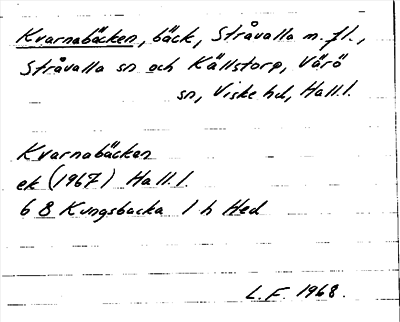 Kvarnabäcken, bäck, Stråvalla m. fl.,
Stråvalla sn och Källstorp, Värö
sn, Viske hd, Hall.
Kvarnabäcken
ek (1967) Hall.
6 B Kungsbacka 1 h Hed
L. F. 1968.